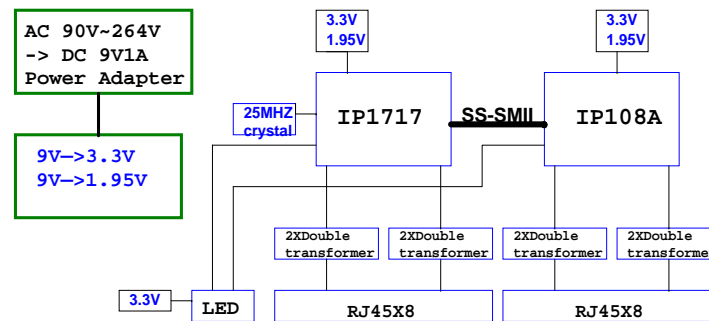 AC 90V~264V
-> DC 9V1A
Power Adapter
9V—>3.3V
9V—>1.95V
3.3V
1.95V
3.3V
1.95V
25MHZ
crystal
IP1717
SS-SMII
IP108A
2XDouble
transformer
2XDouble
transformer
2XDouble
transformer
2XDouble
transforme
3.3V
LED
RJ45X8
RJ45X8